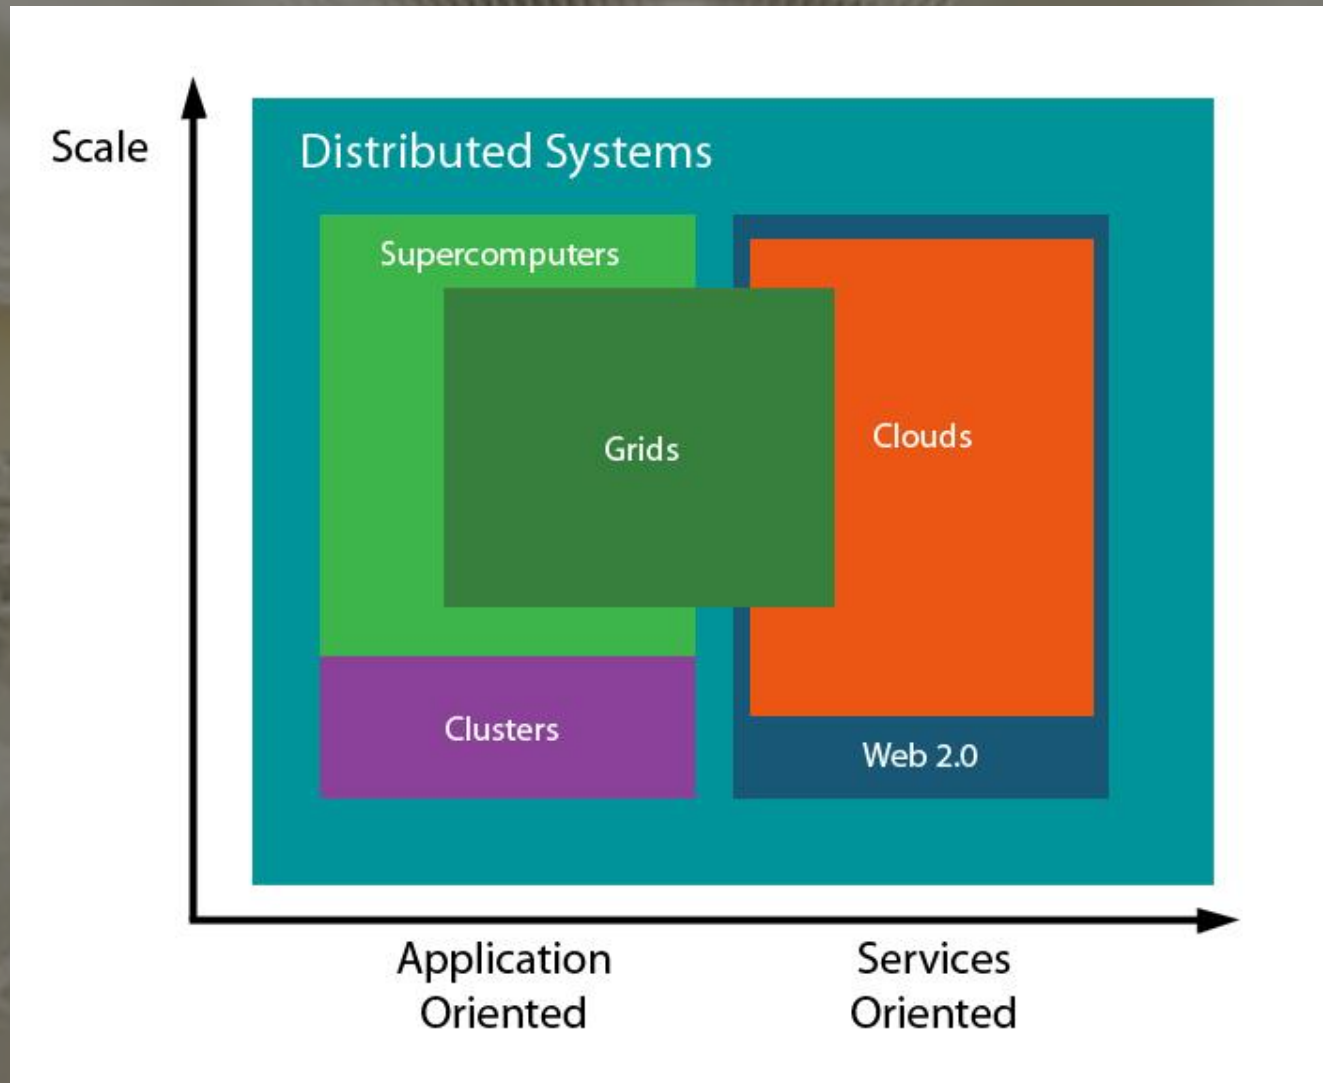 Scale
Distributed Systems
Supercomputers
Grids
Clouds
Clusters
Web 2.0
Application
Oriented
Services
Oriented